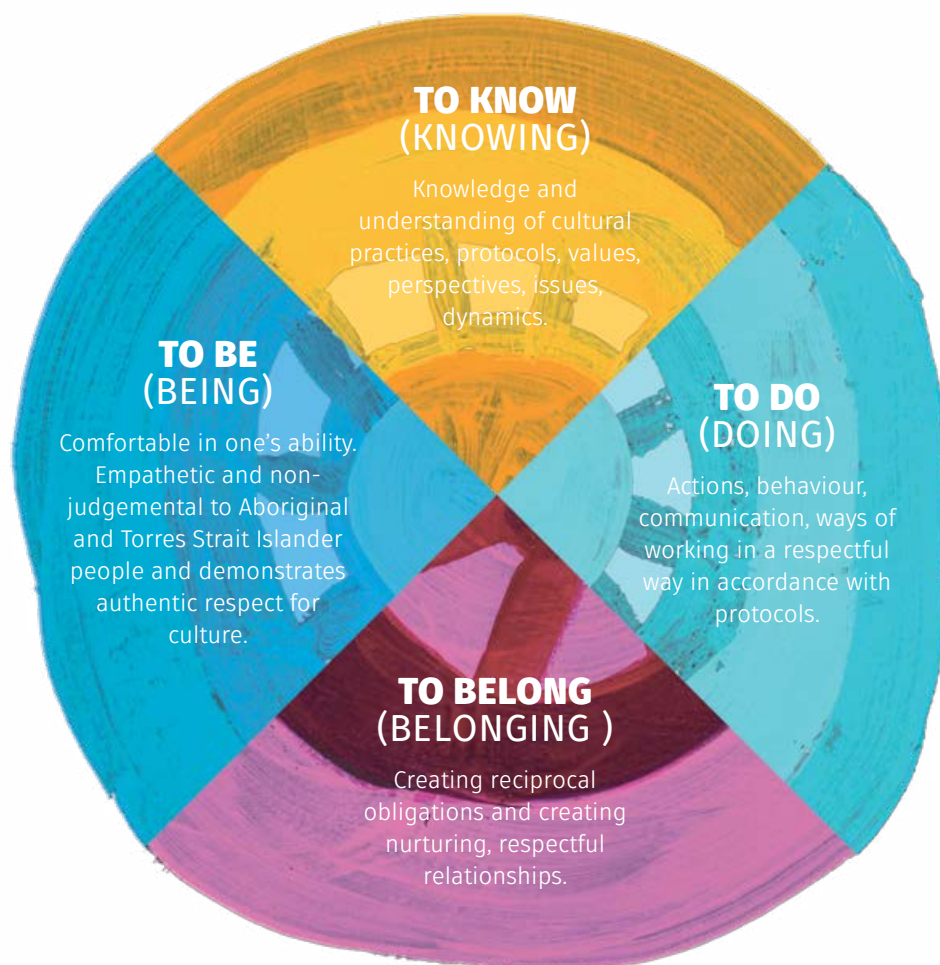 TO KNOW
(KNOWING)
Knowledge and
understanding of cultural
practices, protocols, values,
perspectives, issues,
dynamics.
TO BE
(BEING)
Comfortable in one's ability.
Empathetic and non-
judgemental to Aboriginal
and Torres Strait Islander
people and demonstrates
authentic respect for
culture.
TO DO
(DOING)
Actions, behaviour,
communication, ways of
working in a respectful
way in accordance with
protocols.
TO BELONG
(BELONGING )
Creating reciprocal
obligations and creating
nurturing, respectful
relationships.